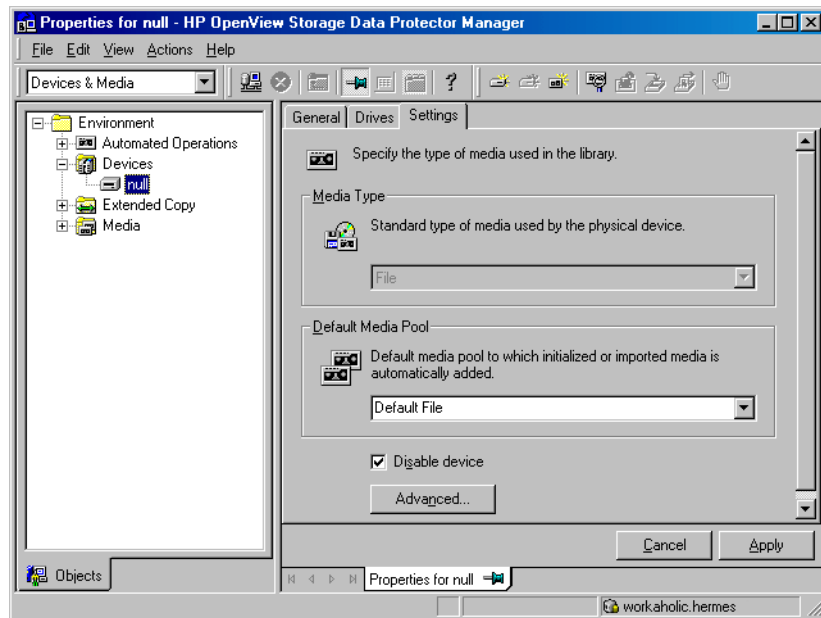 Properties for null - HP OpenView Storage Data Protector Manager
File Edit View Actions Help
Devices & Media
Environment
Automated Operations
Devices
null
Extended Copy
Media
Objects
General Drives Settings
Specify the type of media used in the library.
Media Type
Standard type of media used by the physical device.
File
Default Media Pool
Default media pool to which initialized or imported media is
automatically added.
Default File
Disable device
Advanced...
Cancel Apply
Properties for null
workaholic.hermes